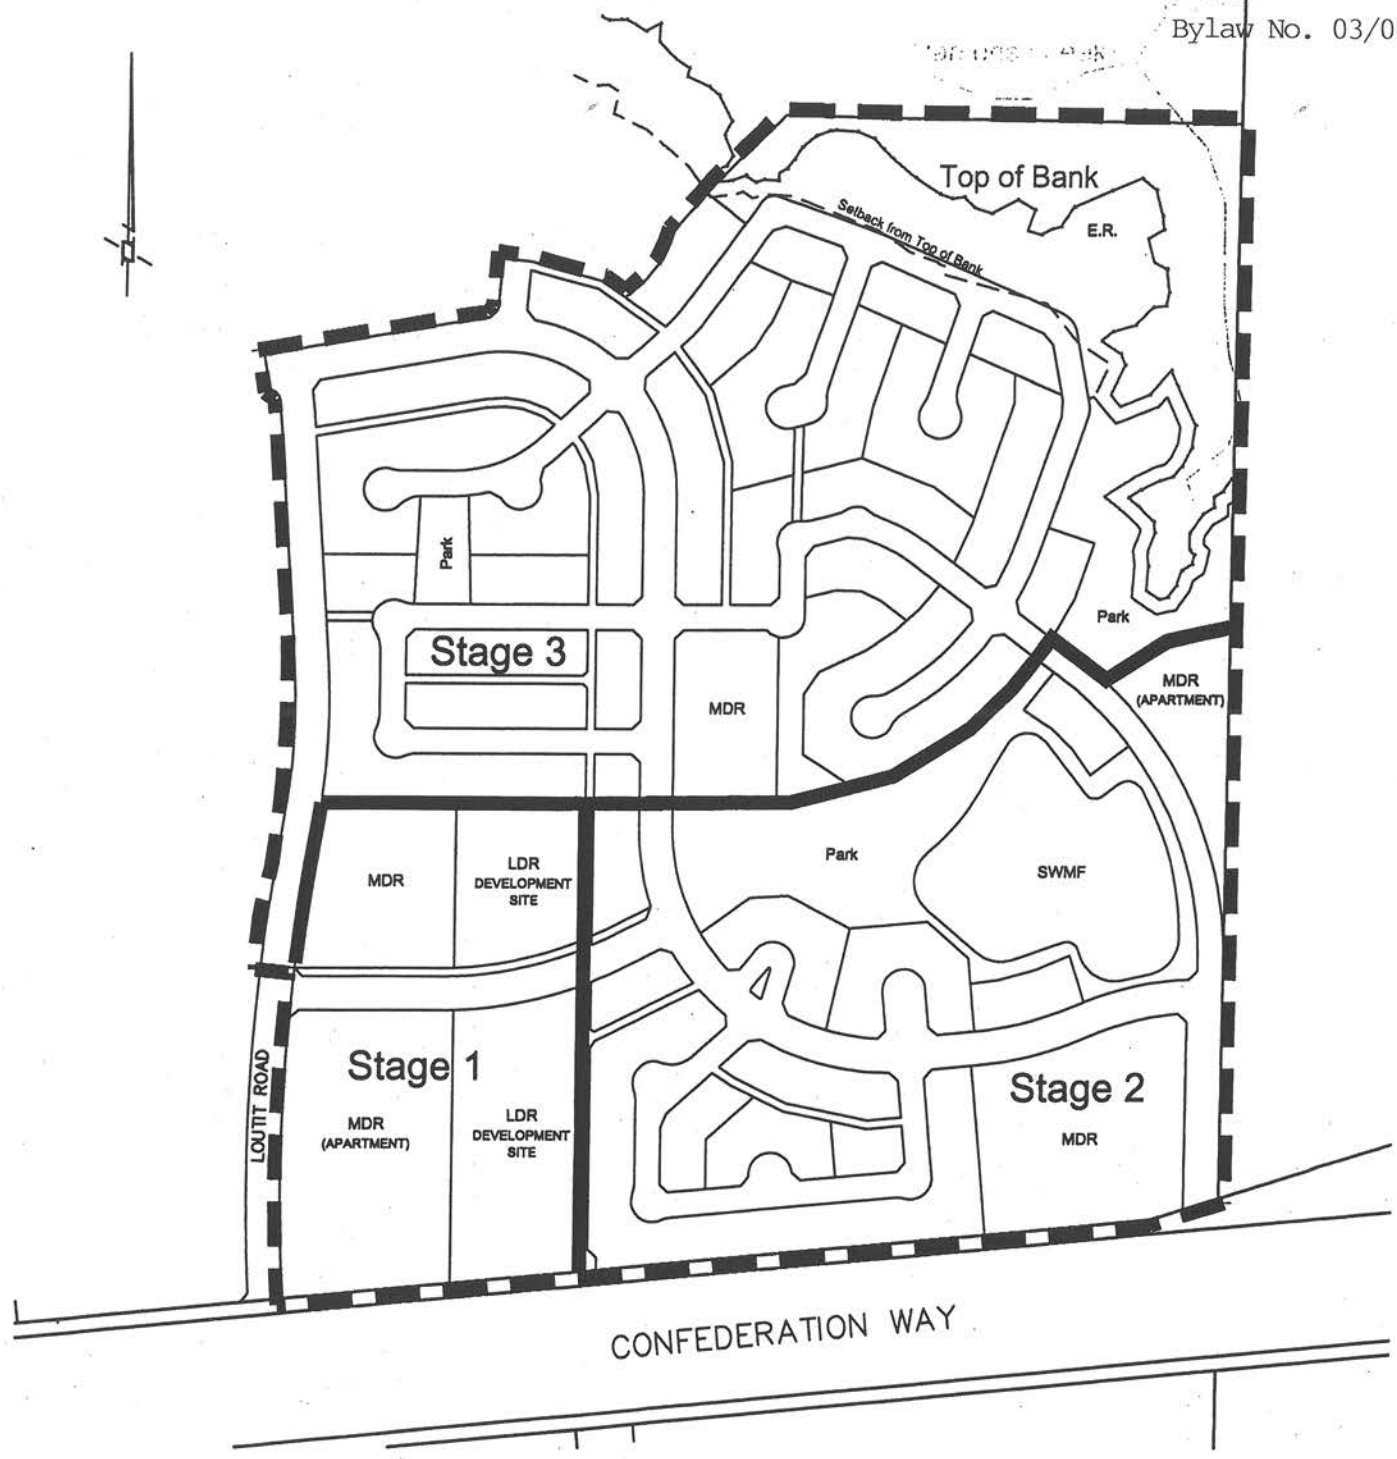 Bylaw No. 03/0
Top of Bank
E.R.
Setback from Top of Bank
Park
Park
Stage 3
MDR
MDR
(APARTMENT)
Park
SWMF
MDR
LDR
DEVELOPMENT
SITE
Stage 1
MDR
(APARTMENT)
LDR
DEVELOPMENT
SITE
Stage 2
MDR
LOUTIT ROAD
CONFEDERATION WAY